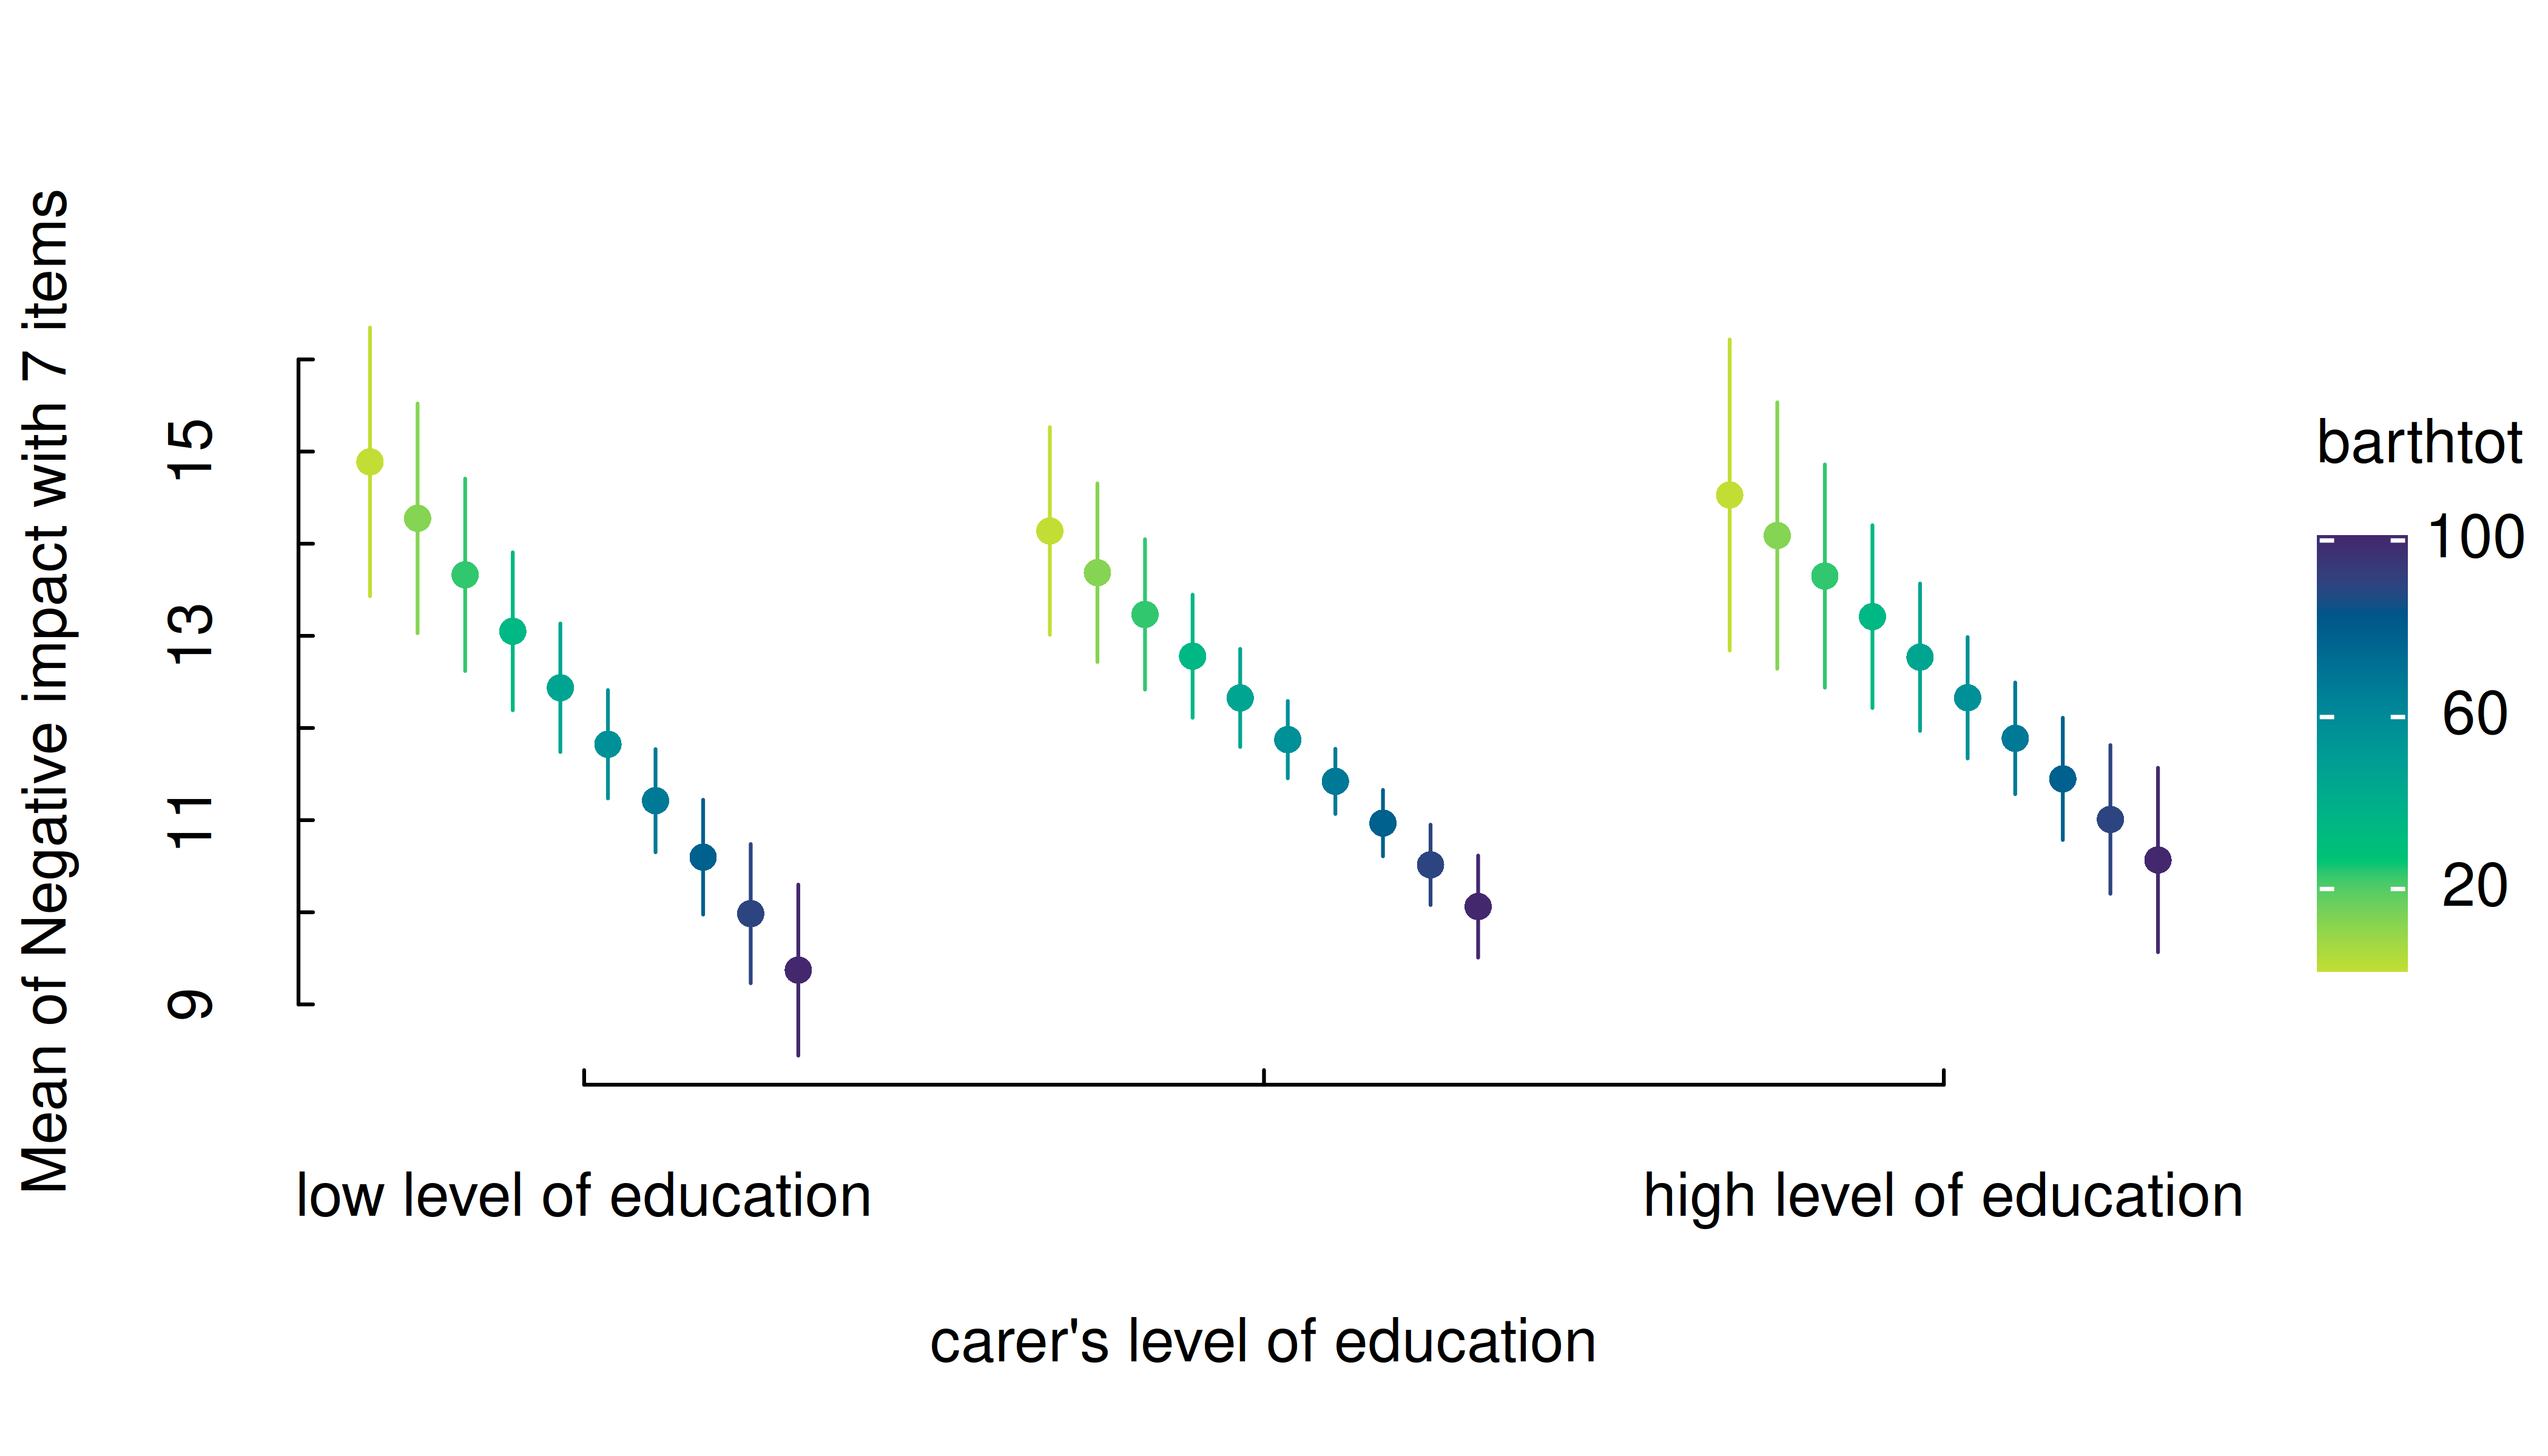 Mean of Negative impact with 7 items
15
13
11
9
low level of education
high level of education
carer's level of education
barthtot
100
60
20